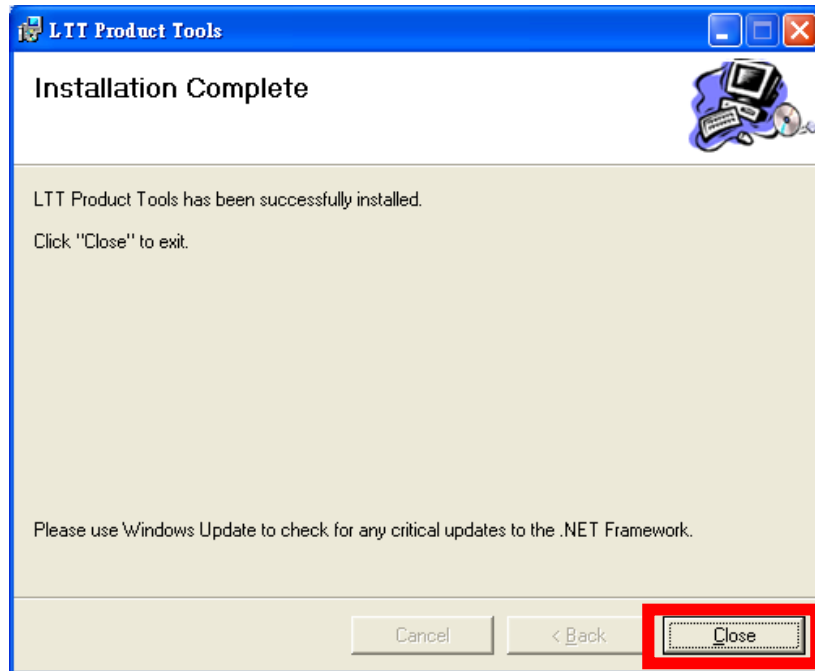 LTT Product Tools
Installation Complete
LTT Product Tools has been successfully installed.
Click "Close" to exit.
Please use Windows Update to check for any critical updates to the .NET Framework.
Cancel
< Back
Close